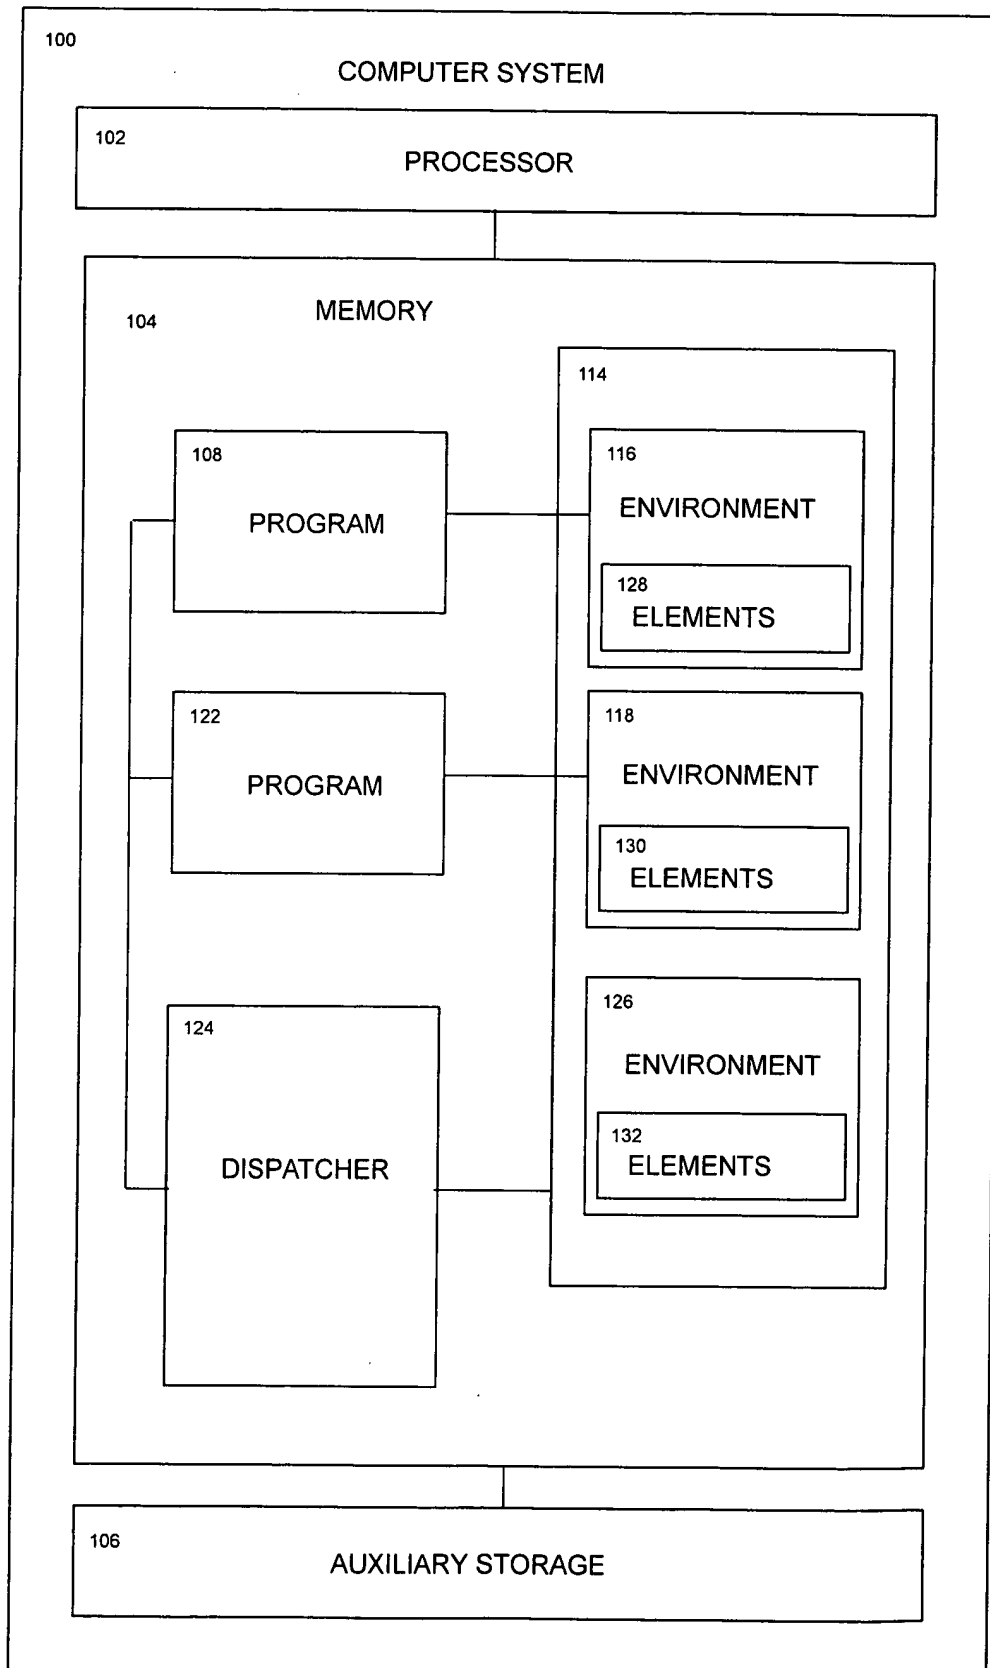 100
COMPUTER SYSTEM
102
PROCESSOR
104
MEMORY
114
108
PROGRAM
116
ENVIRONMENT
128
ELEMENTS
122
PROGRAM
118
ENVIRONMENT
130
ELEMENTS
124
DISPATCHER
126
ENVIRONMENT
132
ELEMENTS
106
AUXILIARY STORAGE